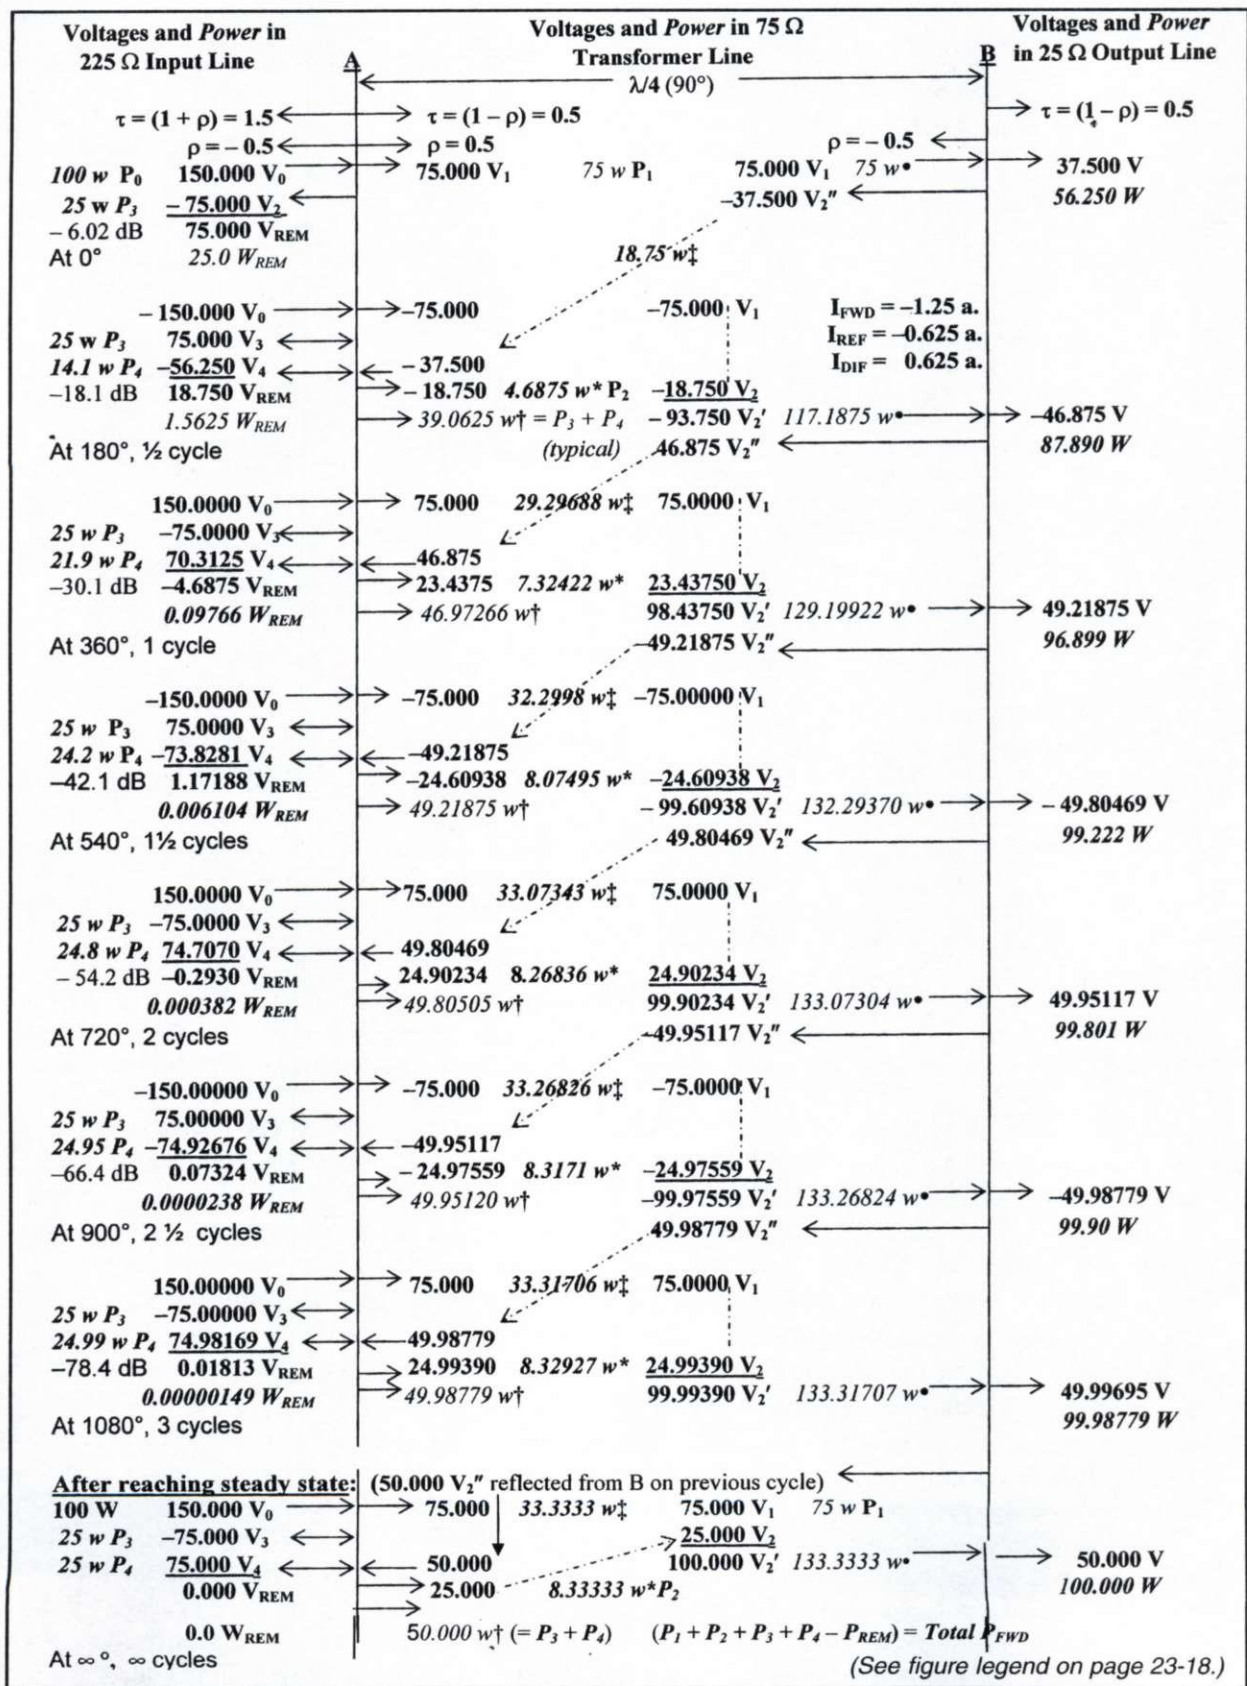 Voltages and Power in
225 Ω Input Line
A
Voltages and Power in 75 Ω
Transformer Line
λ/4 (90°)
B
Voltages and Power
in 25 Ω Output Line
τ = (1 + ρ) = 1.5
τ = (1 − ρ) = 0.5
τ = (1 − ρ) = 0.5
ρ = − 0.5
ρ = 0.5
ρ = − 0.5
100 w P0 150.000 V0
75.000 V1 75 w P1 75.000 V1 75 w•
37.500 V
25 w P3 − 75.000 V2
−37.500 V2″
56.250 W
− 6.02 dB 75.000 VREM
At 0° 25.0 WREM
18.75 w‡
− 150.000 V0
−75.000 −75.000 V1
IFWD = −1.25 a.
25 w P3 75.000 V3
IREF = −0.625 a.
14.1 w P4 −56.250 V4
− 37.500
IDIF = 0.625 a.
−18.1 dB 18.750 VREM
− 18.750 4.6875 w* P2 −18.750 V2
1.5625 WREM
39.0625 w† = P3 + P4 − 93.750 V2′ 117.1875 w•
−46.875 V
At 180°, ½ cycle
(typical) 46.875 V2″
87.890 W
150.0000 V0
75.000 29.29688 w‡ 75.0000 V1
25 w P3 −75.0000 V3
21.9 w P4 70.3125 V4
46.875
−30.1 dB −4.6875 VREM
23.4375 7.32422 w* 23.43750 V2
0.09766 WREM
46.97266 w† 98.43750 V2′ 129.19922 w•
49.21875 V
At 360°, 1 cycle
−49.21875 V2″
96.899 W
−150.0000 V0
−75.000 32.2998 w‡ −75.00000 V1
25 w P3 75.0000 V3
24.2 w P4 −73.8281 V4
−49.21875
−42.1 dB 1.17188 VREM
−24.60938 8.07495 w* −24.60938 V2
0.006104 WREM
49.21875 w† − 99.60938 V2′ 132.29370 w•
− 49.80469 V
At 540°, 1½ cycles
49.80469 V2″
99.222 W
150.0000 V0
75.000 33.07343 w‡ 75.0000 V1
25 w P3 −75.0000 V3
24.8 w P4 74.7070 V4
49.80469
− 54.2 dB −0.2930 VREM
24.90234 8.26836 w* 24.90234 V2
0.000382 WREM
49.80505 w† 99.90234 V2′ 133.07304 w•
49.95117 V
At 720°, 2 cycles
−49.95117 V2″
99.801 W
−150.00000 V0
−75.000 33.26826 w‡ −75.0000 V1
25 w P3 75.00000 V3
24.95 P4 −74.92676 V4
−49.95117
−66.4 dB 0.07324 VREM
− 24.97559 8.3171 w* −24.97559 V2
0.0000238 WREM
49.95120 w† −99.97559 V2′ 133.26824 w•
−49.98779 V
At 900°, 2 ½ cycles
49.98779 V2″
99.90 W
150.00000 V0
75.000 33.31706 w‡ 75.0000 V1
25 w P3 −75.00000 V3
24.99 w P4 74.98169 V4
49.98779
−78.4 dB 0.01813 VREM
24.99390 8.32927 w* 24.99390 V2
0.00000149 WREM
49.98779 w† 99.99390 V2′ 133.31707 w•
49.99695 V
At 1080°, 3 cycles
99.98779 W
After reaching steady state: (50.000 V2″ reflected from B on previous cycle)
100 W 150.000 V0
75.000 33.3333 w‡ 75.000 V1 75 w P1
25 w P3 −75.000 V3
25.000 V2
25 w P4 75.000 V4
50.000 100.000 V2′ 133.3333 w•
50.000 V
0.000 VREM
25.000 8.33333 w*P2
100.000 W
0.0 WREM
50.000 w† (= P3 + P4) (P1 + P2 + P3 + P4 − PREM) = Total PFWD
At ∞ °, ∞ cycles
(See figure legend on page 23-18.)